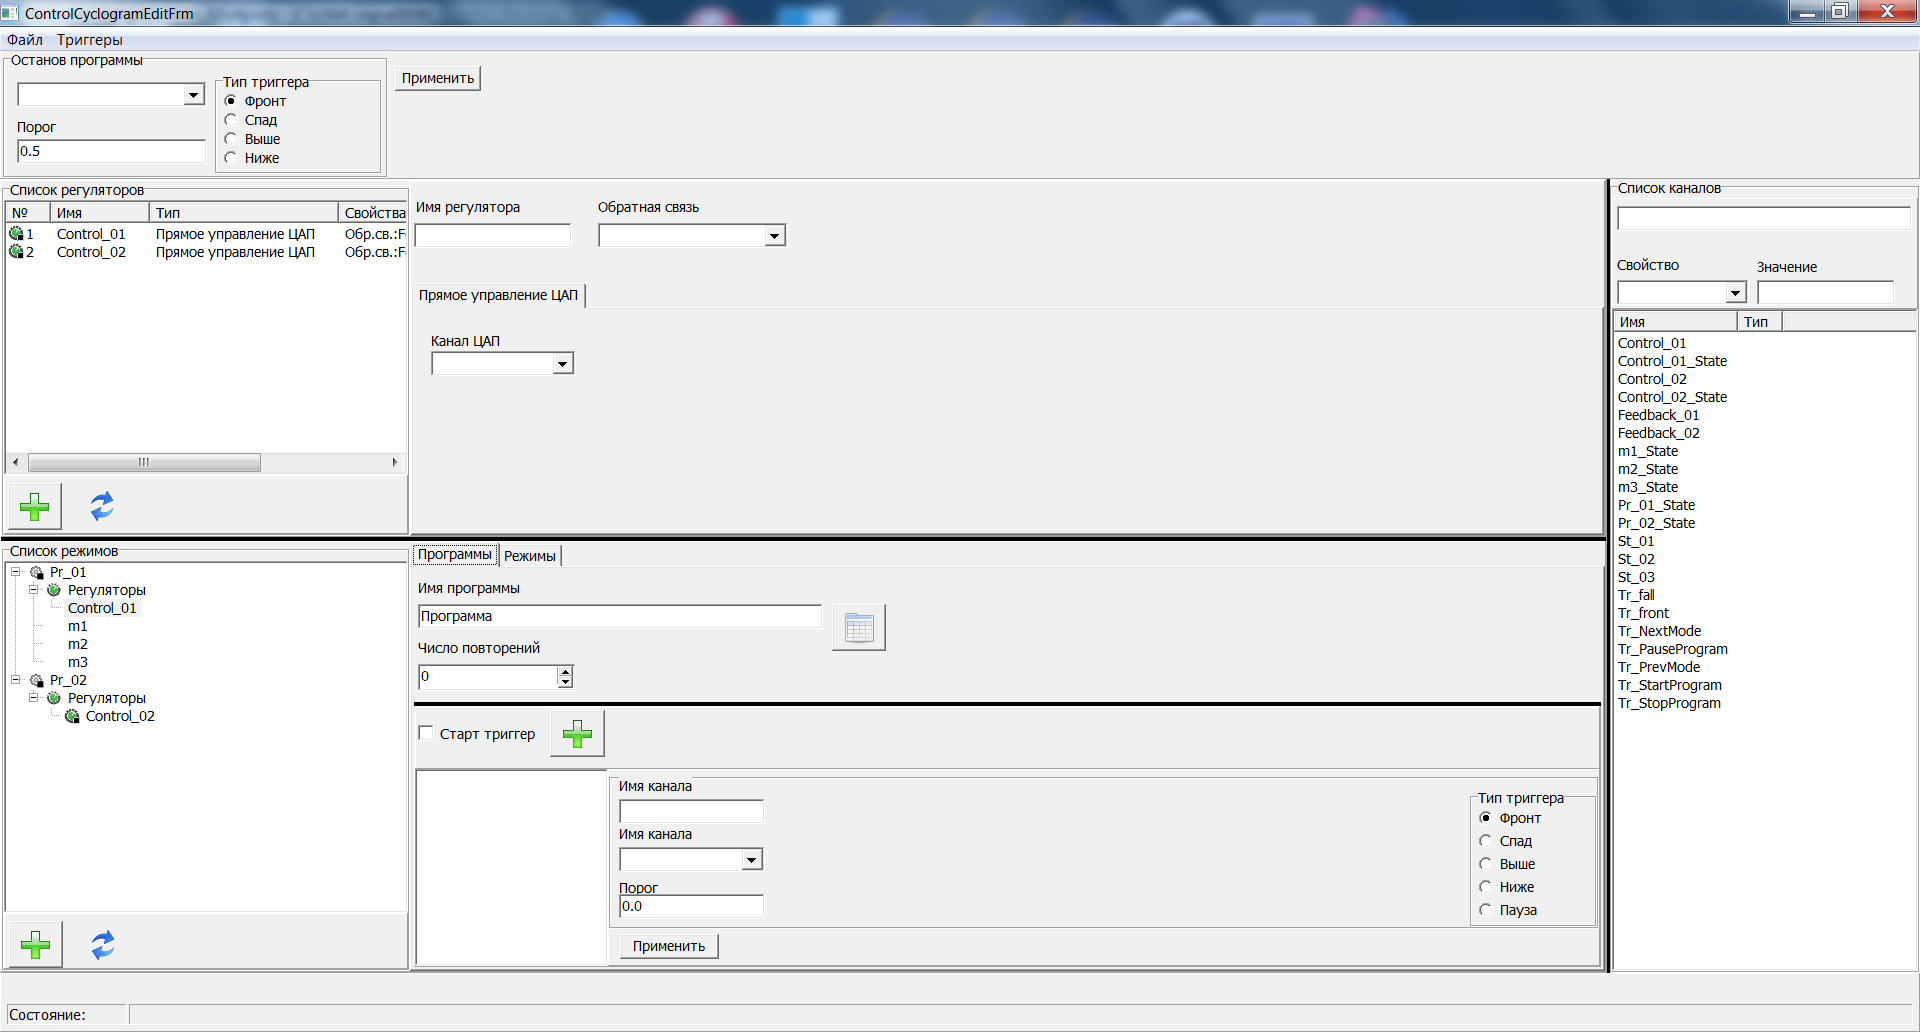 ControlCyclogramEditFrm
Файл Триггеры
Останов программы
Тип триггера
Фронт
Спад
Выше
Ниже
Порог
0.5
Применить
Список регуляторов
№ Имя Тип Свойства
1 Control_01 Прямое управление ЦАП Обр.св.:F
2 Control_02 Прямое управление ЦАП Обр.св.:F
Имя регулятора Обратная связь
Прямое управление ЦАП
Канал ЦАП
Список каналов
Свойство Значение
Имя Тип
Control_01
Control_01_State
Control_02
Control_02_State
Feedback_01
Feedback_02
m1_State
m2_State
m3_State
Pr_01_State
Pr_02_State
St_01
St_02
St_03
Tr_fall
Tr_front
Tr_NextMode
Tr_PauseProgram
Tr_PrevMode
Tr_StartProgram
Tr_StopProgram
Список режимов
Pr_01
Регуляторы
Control_01
m1
m2
m3
Pr_02
Регуляторы
Control_02
Программы Режимы
Имя программы
Программа
Число повторений
0
Старт триггер
Имя канала
Имя канала
Порог
0.0
Применить
Тип триггера
Фронт
Спад
Выше
Ниже
Пауза
Состояние: